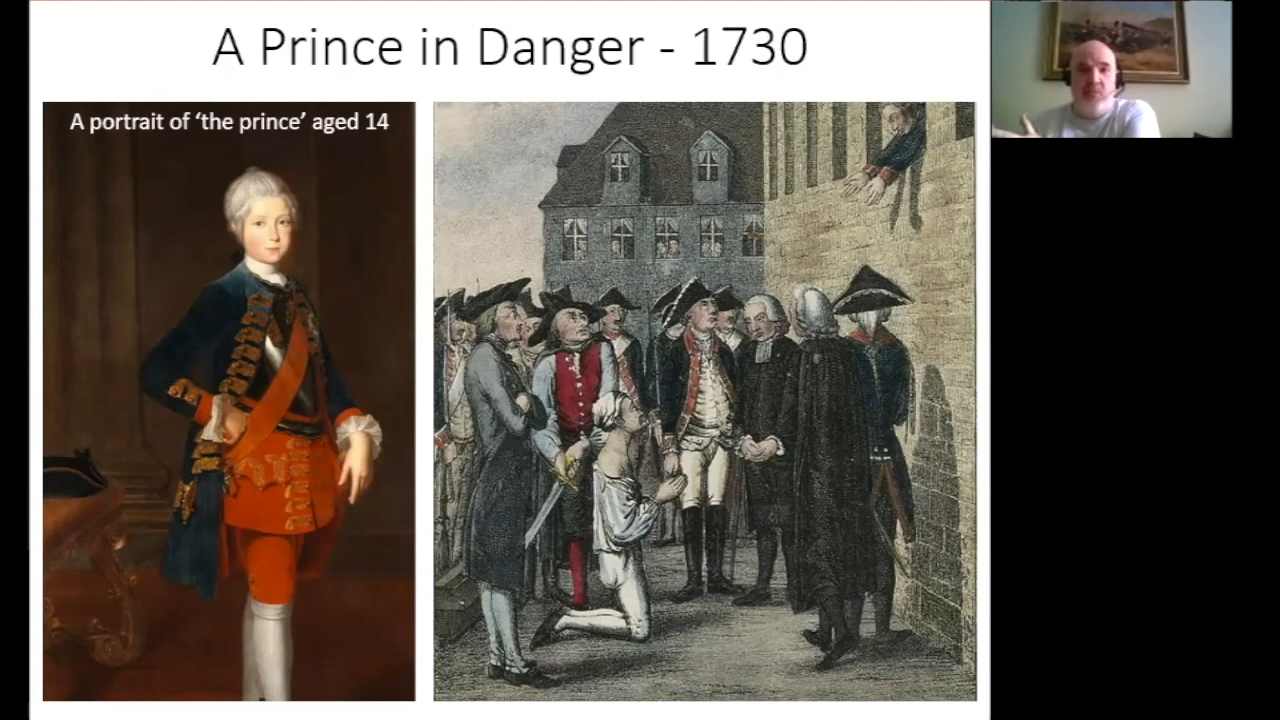 A Prince in Danger - 1730
A portrait of ‘the prince’ aged 14